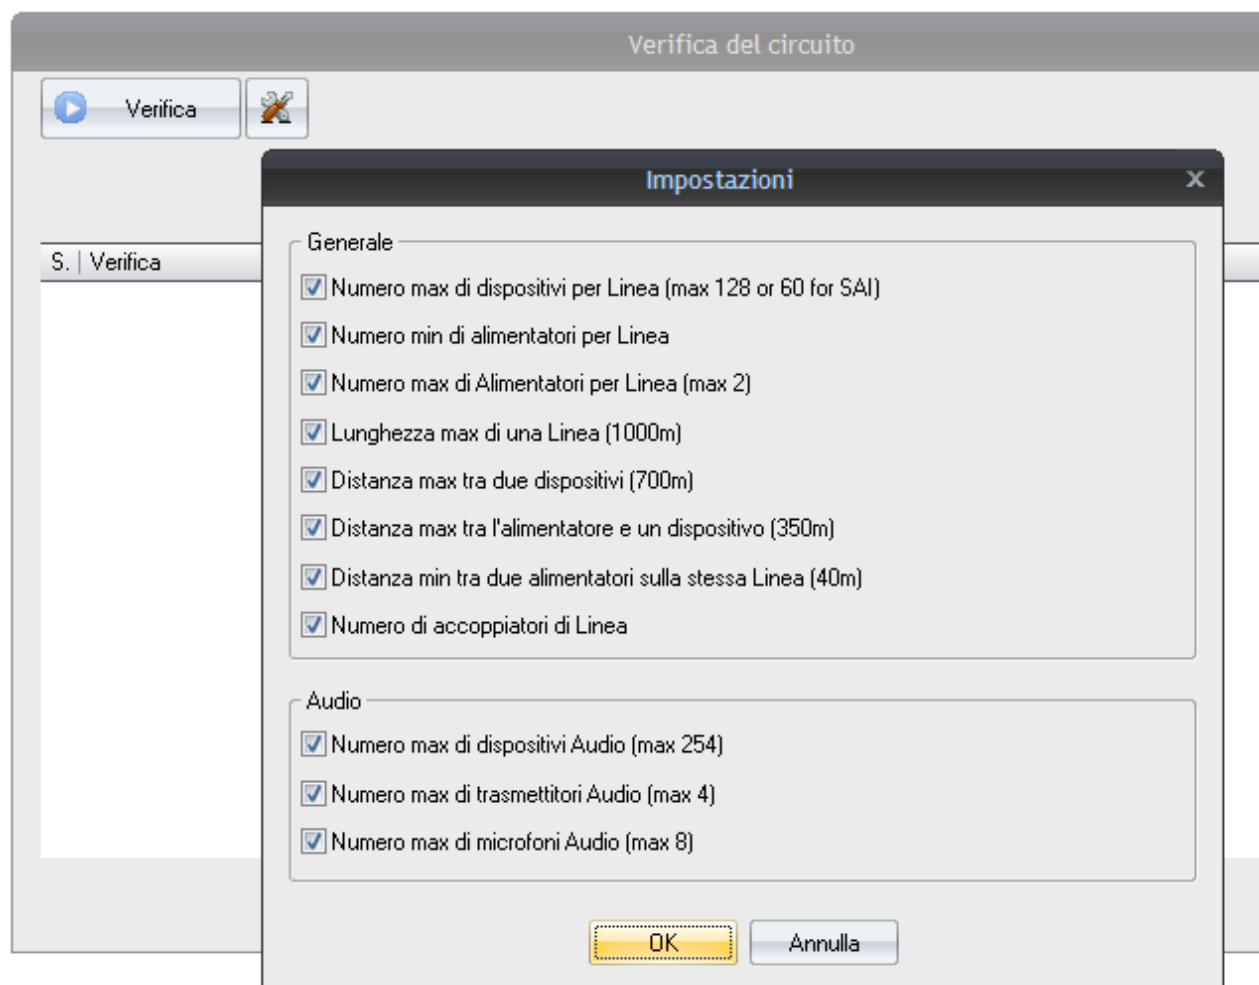 Verifica del circuito
Verifica
Impostazioni
x
S. | Verifica
Generale
Numero max di dispositivi per Linea (max 128 or 60 for SAI)
Numero min di alimentatori per Linea
Numero max di Alimentatori per Linea (max 2)
Lunghezza max di una Linea (1000m)
Distanza max tra due dispositivi (700m)
Distanza max tra l'alimentatore e un dispositivo (350m)
Distanza min tra due alimentatori sulla stessa Linea (40m)
Numero di accoppiatori di Linea
Audio
Numero max di dispositivi Audio (max 254)
Numero max di trasmettitori Audio (max 4)
Numero max di microfoni Audio (max 8)
OK Annulla